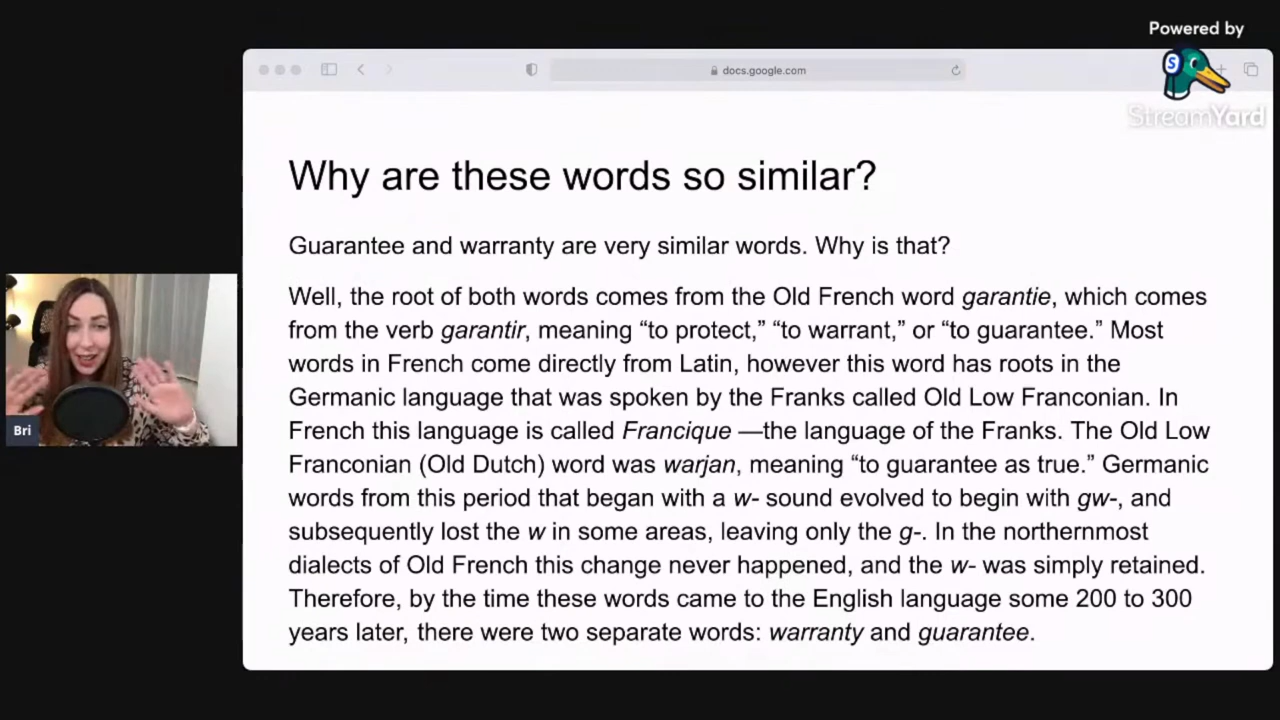 Powered by
docs.google.com
S
StreamYard
Why are these words so similar?
Guarantee and warranty are very similar words. Why is that?
Well, the root of both words comes from the Old French word garantie, which comes
from the verb garantir, meaning “to protect,” “to warrant,” or “to guarantee.” Most
words in French come directly from Latin, however this word has roots in the
Germanic language that was spoken by the Franks called Old Low Franconian. In
French this language is called Francique —the language of the Franks. The Old Low
Franconian (Old Dutch) word was warjan, meaning “to guarantee as true.” Germanic
words from this period that began with a w- sound evolved to begin with gw-, and
subsequently lost the w in some areas, leaving only the g-. In the northernmost
dialects of Old French this change never happened, and the w- was simply retained.
Therefore, by the time these words came to the English language some 200 to 300
years later, there were two separate words: warranty and guarantee.
Bri